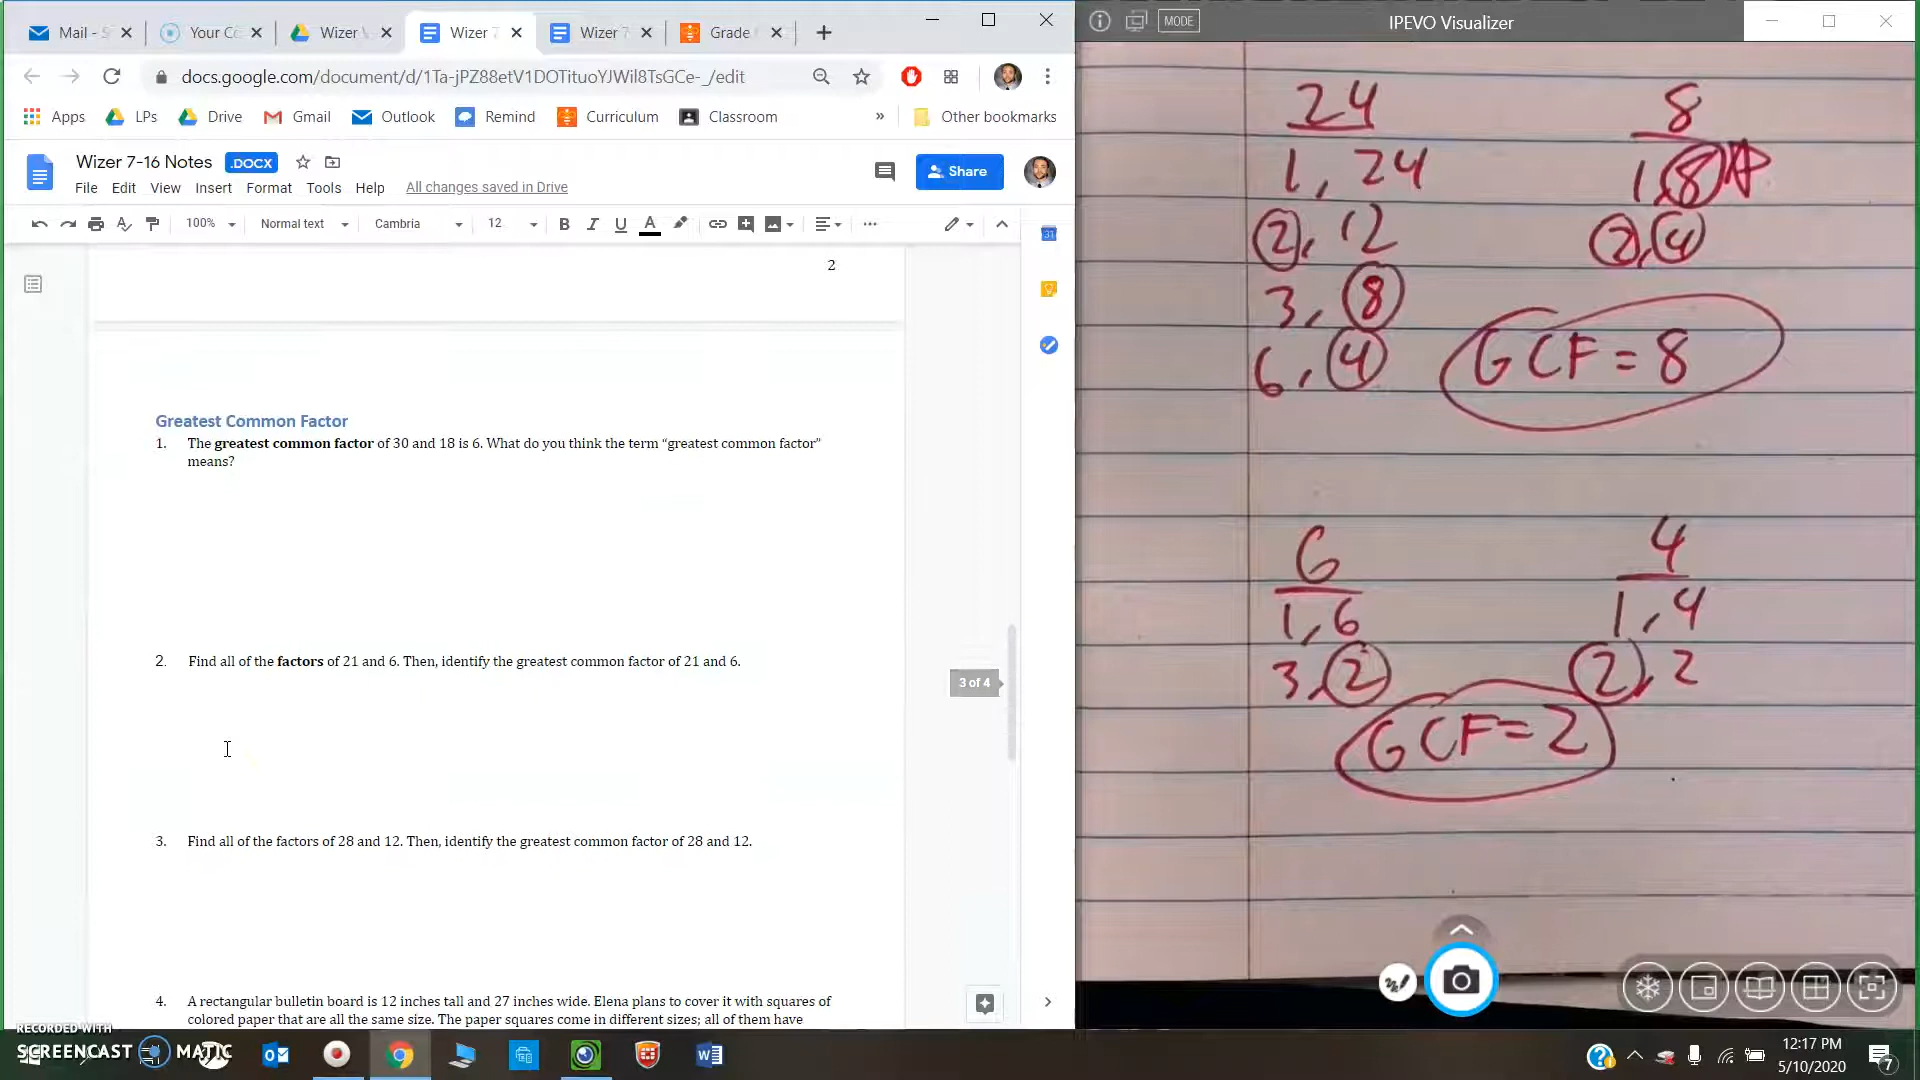 Mail - S
Your Co
Wizer V
Wizer 7
Wizer 7
Grade
docs.google.com/document/d/1Ta-jPZ88etV1DOTituoYJWil8TsGCe-_/edit
Apps
LPs
Drive
Gmail
Outlook
Remind
Curriculum
Classroom
»
Other bookmarks
Wizer 7-16 Notes
.DOCX
Share
File Edit View Insert Format Tools Help All changes saved in Drive
100%
Normal text
Cambria
12
B I U A
2
Greatest Common Factor
1. The greatest common factor of 30 and 18 is 6. What do you think the term “greatest common factor”
means?
2. Find all of the factors of 21 and 6. Then, identify the greatest common factor of 21 and 6.
3 of 4
3. Find all of the factors of 28 and 12. Then, identify the greatest common factor of 28 and 12.
4. A rectangular bulletin board is 12 inches tall and 27 inches wide. Elena plans to cover it with squares of
colored paper that are all the same size. The paper squares come in different sizes; all of them have
31
MODE
IPEVO Visualizer
24 8
1, 24 1, 8
2, 12 2, 4
3, 8
6, 4
GCF = 8
6 4
1, 6 1, 4
3, 2 2, 2
GCF = 2
RECORDED WITH
SCREENCAST MATIC
12:17 PM
5/10/2020
7